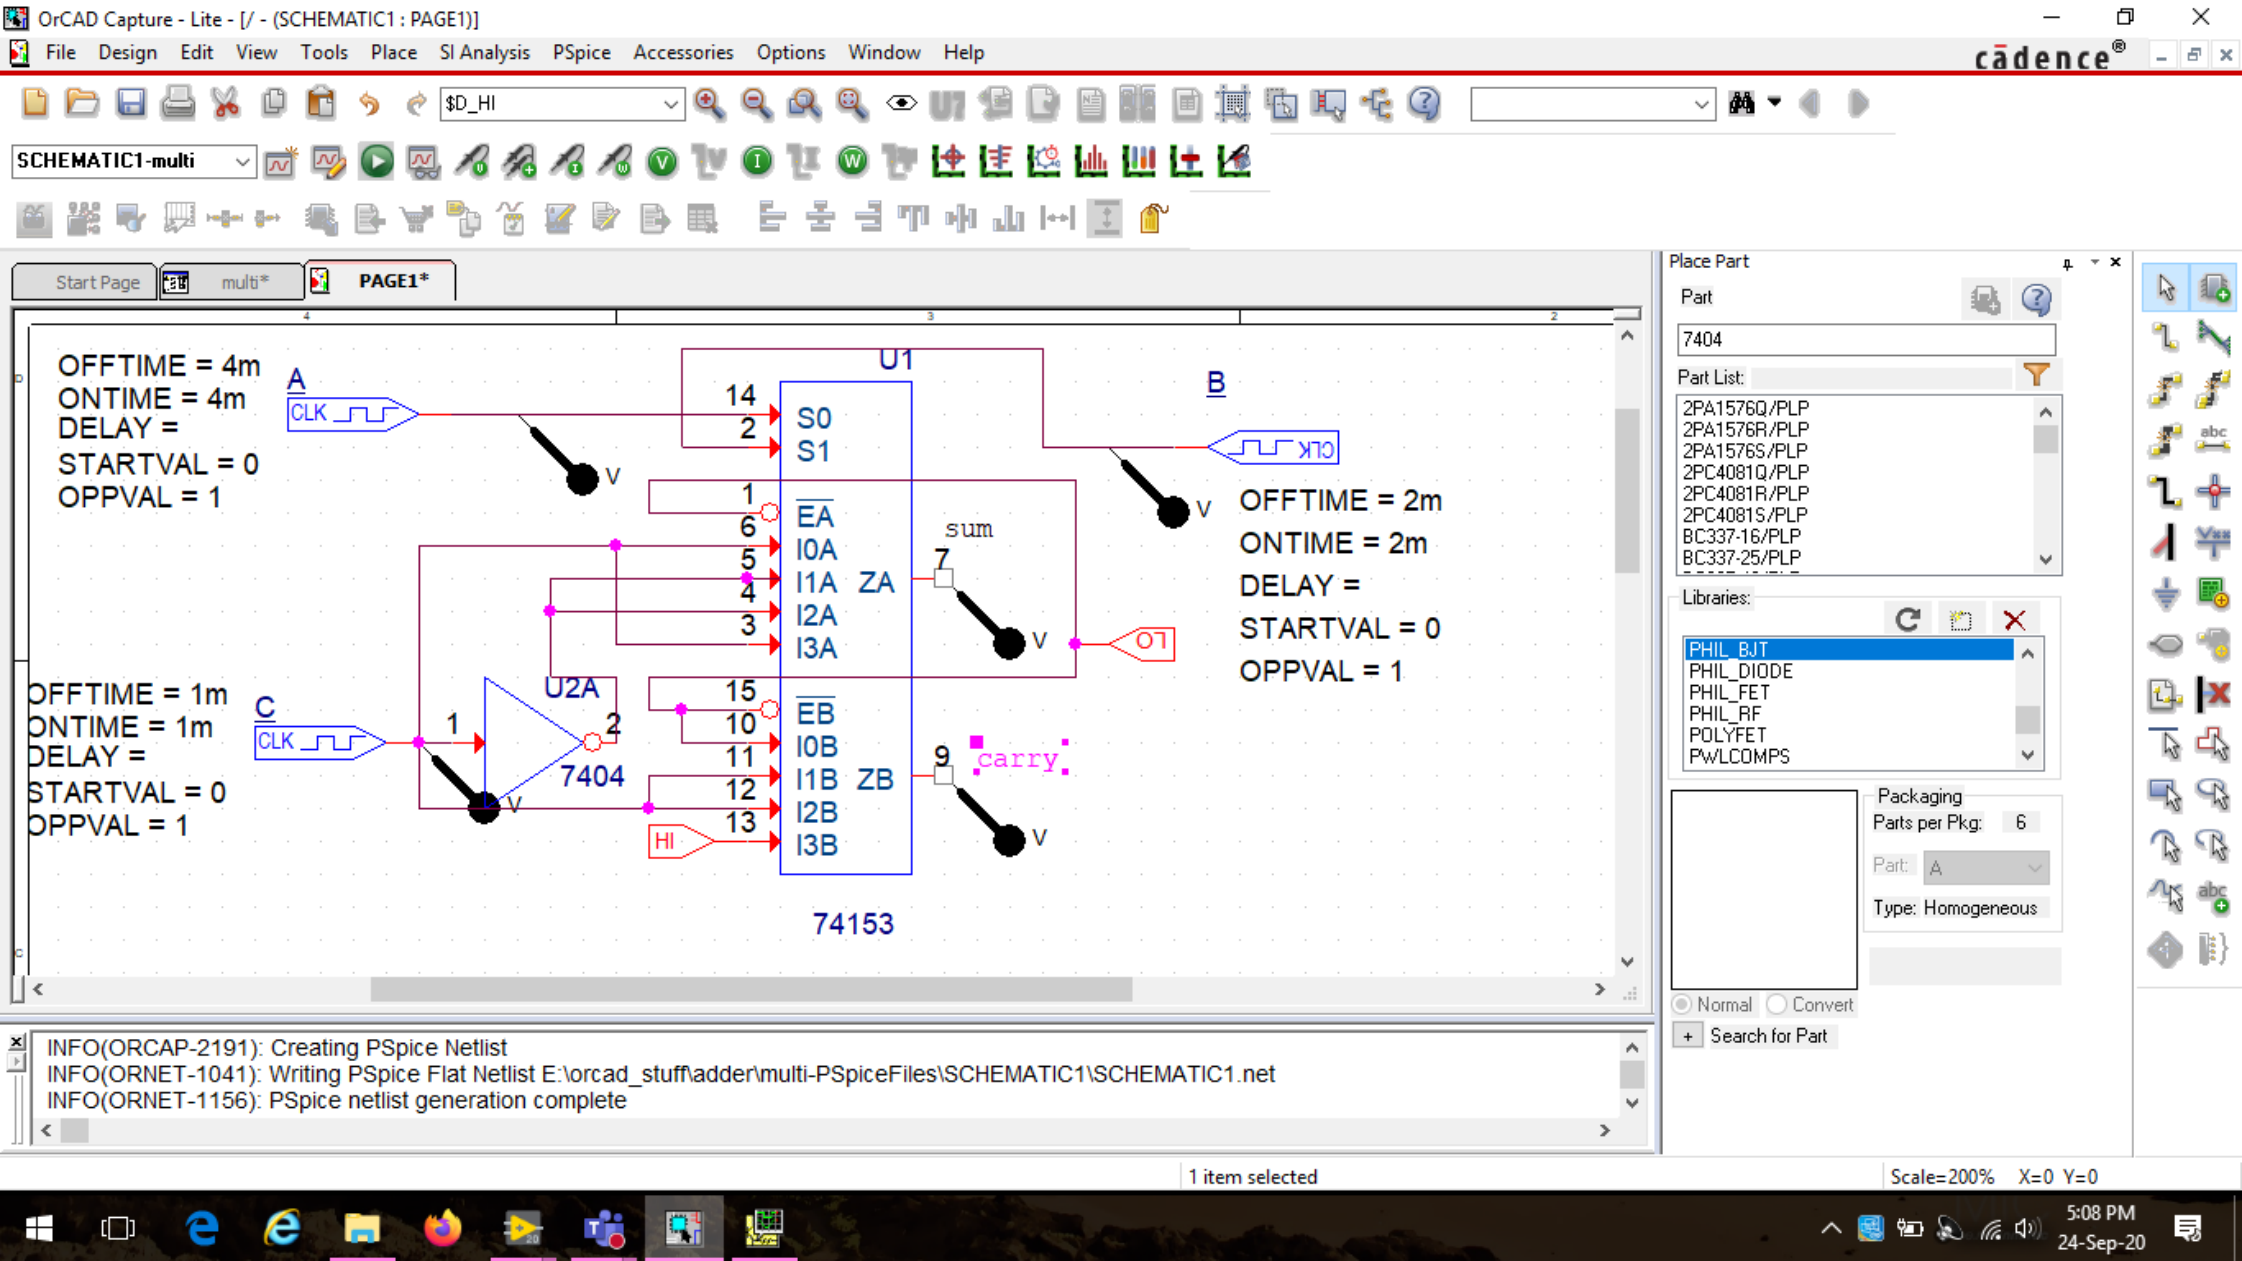 OrCAD Capture - Lite - [/ - (SCHEMATIC1 : PAGE1)]
File Design Edit View Tools Place SI Analysis PSpice Accessories Options Window Help
cādence®
$D_HI
SCHEMATIC1-multi
Start Page
multi*
PAGE1*
4
3
2
D
C
OFFTIME = 4m
ONTIME = 4m
DELAY =
STARTVAL = 0
OPPVAL = 1
A
CLK
V
U1
14
2
1
6
5
4
3
15
10
11
12
13
S0
S1
EA
I0A
I1A ZA
I2A
I3A
EB
I0B
I1B ZB
I2B
I3B
74153
sum
7
V
9
carry
V
LO
HI
B
CLK
V
OFFTIME = 2m
ONTIME = 2m
DELAY =
STARTVAL = 0
OPPVAL = 1
OFFTIME = 1m
ONTIME = 1m
DELAY =
STARTVAL = 0
OPPVAL = 1
C
CLK
1
U2A
2
7404
V
Place Part
Part
7404
Part List:
2PA1576Q/PLP
2PA1576R/PLP
2PA1576S/PLP
2PC4081Q/PLP
2PC4081R/PLP
2PC4081S/PLP
BC337-16/PLP
BC337-25/PLP
Libraries:
PHIL_BJT
PHIL_DIODE
PHIL_FET
PHIL_RF
POLYFET
PWLCOMPS
Packaging
Parts per Pkg: 6
Part: A
Type: Homogeneous
Normal Convert
+ Search for Part
INFO(ORCAP-2191): Creating PSpice Netlist
INFO(ORNET-1041): Writing PSpice Flat Netlist E:\orcad_stuff\adder\multi-PSpiceFiles\SCHEMATIC1\SCHEMATIC1.net
INFO(ORNET-1156): PSpice netlist generation complete
1 item selected
Scale=200% X=0 Y=0
5:08 PM
24-Sep-20